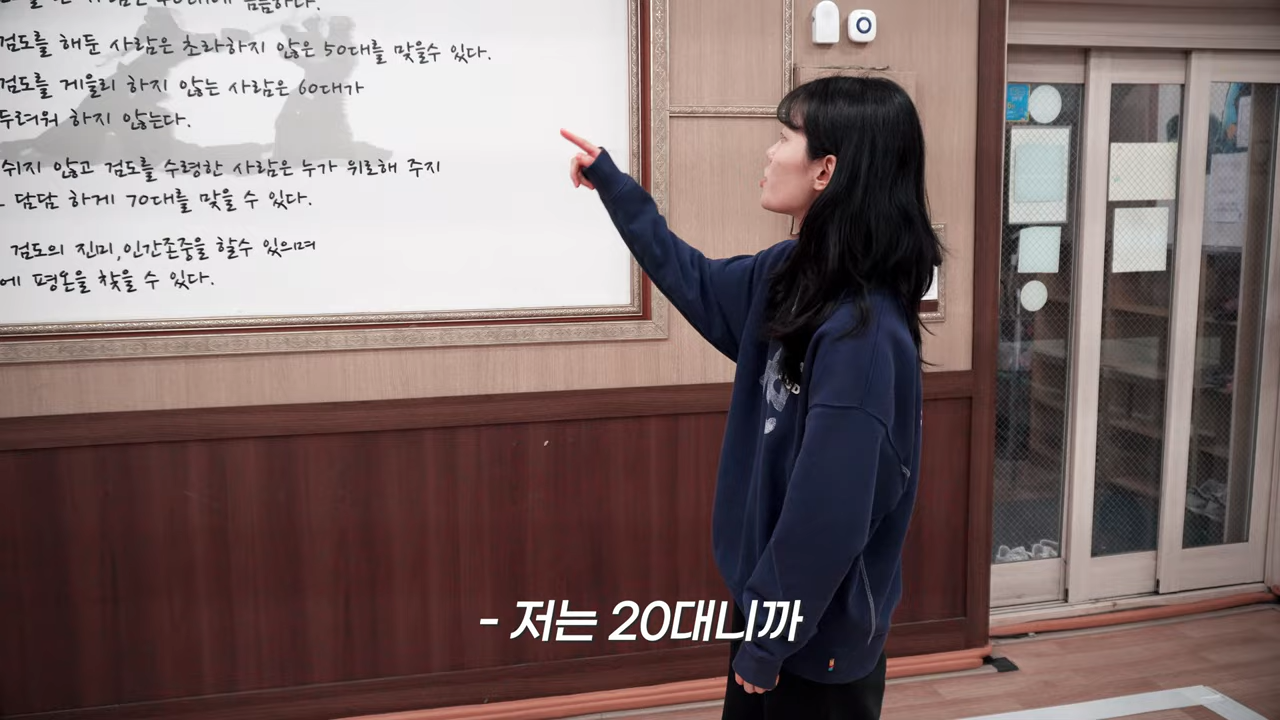 검도를 해둔 사람은 초라하지 않은 50대를 맞을수 있다.
검도를 게을리 하지 않는 사람은 60대가
두려워 하지 않는다.
쉬지 않고 검도를 수령한 사람은 누가 위로해 주지
담담 하게 70대를 맞을 수 있다.
검도의 진미, 인간존중을 할수 있으며
에 평온을 찾을 수 있다.
- 저는 20대니까